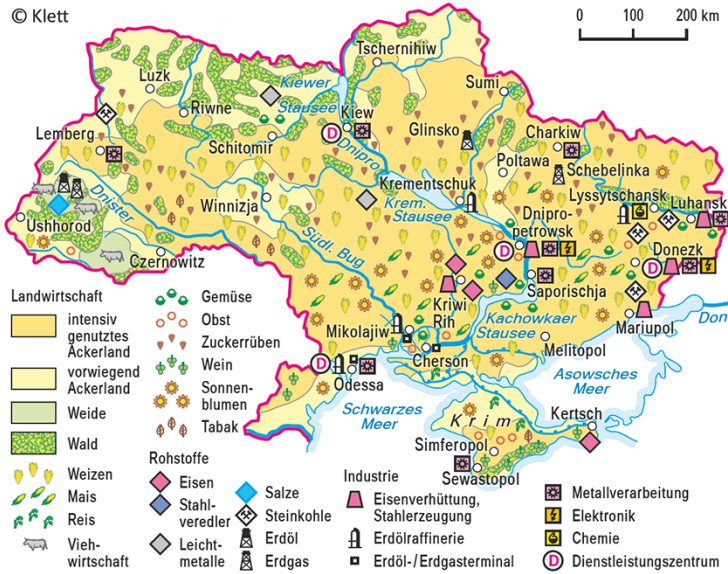 © Klett
0 100 200 km
Tschernihiw
Luzk
Kiewer
Stausee
Sumi
Riwne
Kiew
Glinsko
Charkiw
Lemberg
Schitomir
Dnipro
Poltawa
Schebelinka
Krementschuk
Lyssytschansk
Luhansk
Dnister
Winnizja
Krem.
Stausee
Dnipro-
petrowsk
Ushhorod
Südl. Bug
Donezk
Czernowitz
Saporischja
Kriwi
Rih
Kachowkaer
Stausee
Mariupol
Don
Mikolajiw
Cherson
Melitopol
Odessa
Asowsches
Meer
Schwarzes
Meer
Krim
Kertsch
Simferopol
Sewastopol
D
D
D
D
Landwirtschaft
intensiv
genutztes
Ackerland
vorwiegend
Ackerland
Weide
Wald
Weizen
Mais
Reis
Vieh-
wirtschaft
Gemüse
Obst
Zuckerrüben
Wein
Sonnen-
blumen
Tabak
Rohstoffe
Eisen
Stahl-
veredler
Leicht-
metalle
Salze
Steinkohle
Erdöl
Erdgas
Industrie
Eisenverhüttung,
Stahlerzeugung
Erdölraffinerie
Erdöl-/Erdgasterminal
Metallverarbeitung
Elektronik
Chemie
D Dienstleistungszentrum